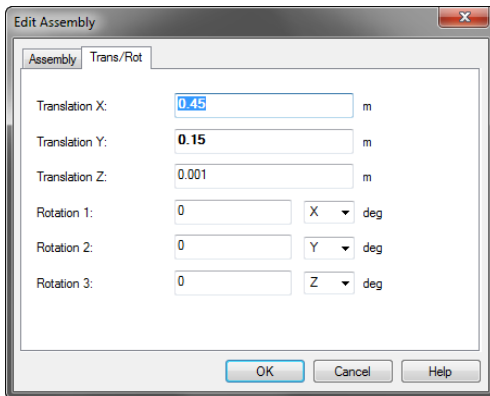 Edit Assembly
Assembly Trans/Rot
Translation X: 0.45 m
Translation Y: 0.15 m
Translation Z: 0.001 m
Rotation 1: 0 X deg
Rotation 2: 0 Y deg
Rotation 3: 0 Z deg
OK Cancel Help